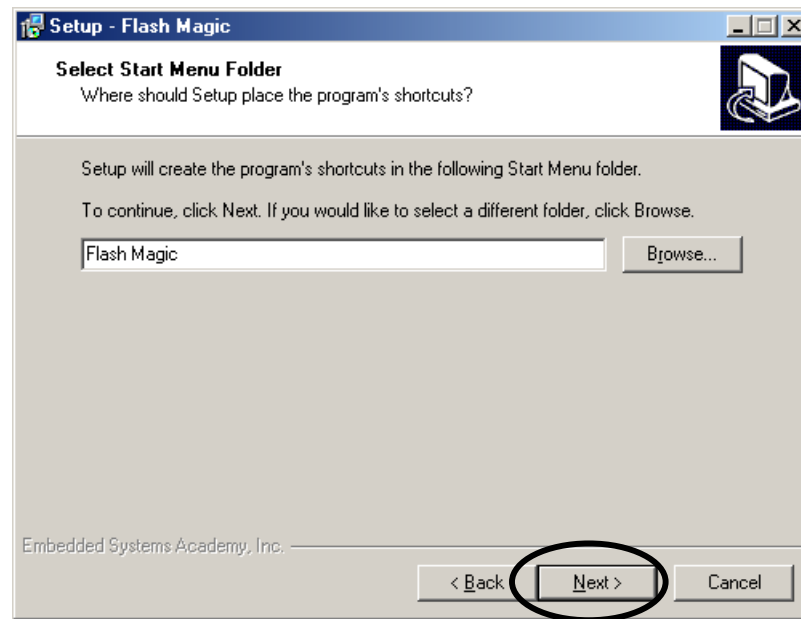 Setup - Flash Magic
Select Start Menu Folder
Where should Setup place the program's shortcuts?
Setup will create the program's shortcuts in the following Start Menu folder.
To continue, click Next. If you would like to select a different folder, click Browse.
Flash Magic
Browse...
Embedded Systems Academy, Inc.
< Back
Next >
Cancel